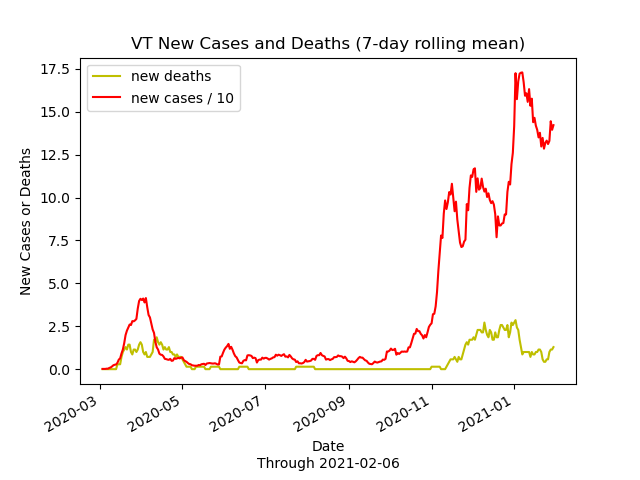 VT New Cases and Deaths (7-day rolling mean)
new deaths
new cases / 10
New Cases or Deaths
17.5
15.0
12.5
10.0
7.5
5.0
2.5
0.0
2020-03
2020-05
2020-07
2020-09
2020-11
2021-01
Date
Through 2021-02-06